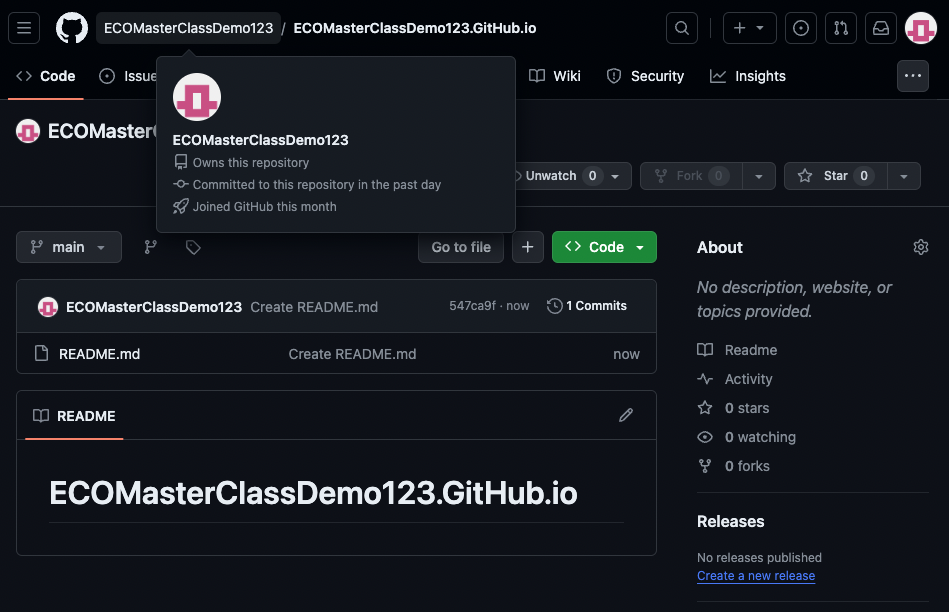 ECOMasterClassDemo123 / ECOMasterClassDemo123.GitHub.io
Code
Issue
Wiki
Security
Insights
ECOMasterClassDemo123
Owns this repository
Committed to this repository in the past day
Joined GitHub this month
ECOMaster
Unwatch 0
Fork 0
Star 0
main
Go to file
Code
ECOMasterClassDemo123 Create README.md 547ca9f · now 1 Commits
README.md Create README.md now
README
ECOMasterClassDemo123.GitHub.io
About
No description, website, or
topics provided.
Readme
Activity
0 stars
0 watching
0 forks
Releases
No releases published
Create a new release